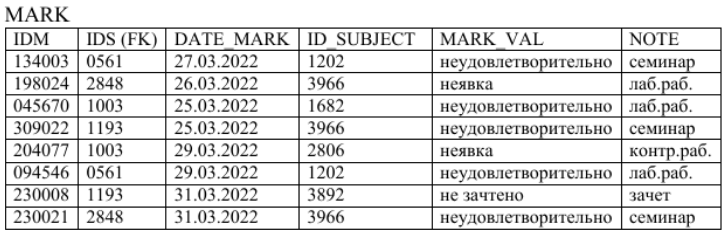 MARK
IDM IDS (FK) DATE_MARK ID_SUBJECT MARK_VAL NOTE
134003 0561 27.03.2022 1202 неудовлетворительно семинар
198024 2848 26.03.2022 3966 неявка лаб.раб.
045670 1003 25.03.2022 1682 неудовлетворительно лаб.раб.
309022 1193 25.03.2022 3966 неудовлетворительно семинар
204077 1003 29.03.2022 2806 неявка контр.раб.
094546 0561 29.03.2022 1202 неудовлетворительно лаб.раб.
230008 1193 31.03.2022 3892 не зачтено зачет
230021 2848 31.03.2022 3966 неудовлетворительно семинар